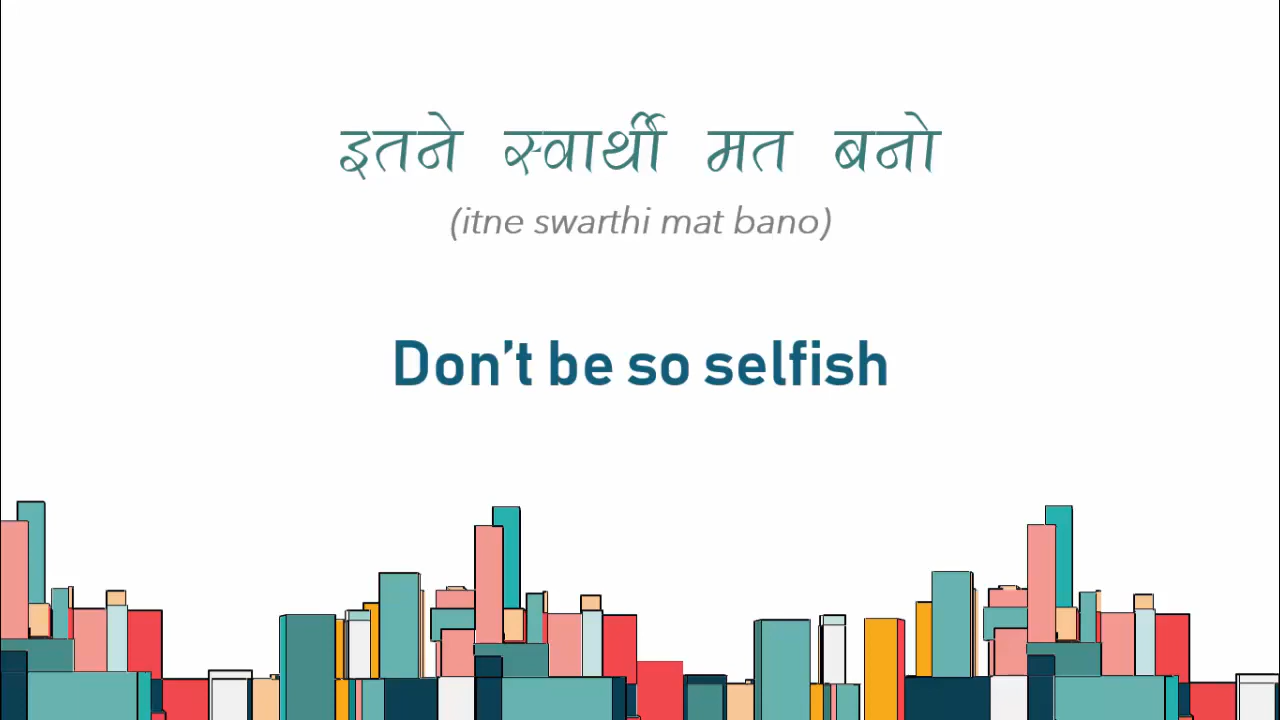 इतने स्वार्थी मत बनो
(itne swarthi mat bano)
Don’t be so selfish